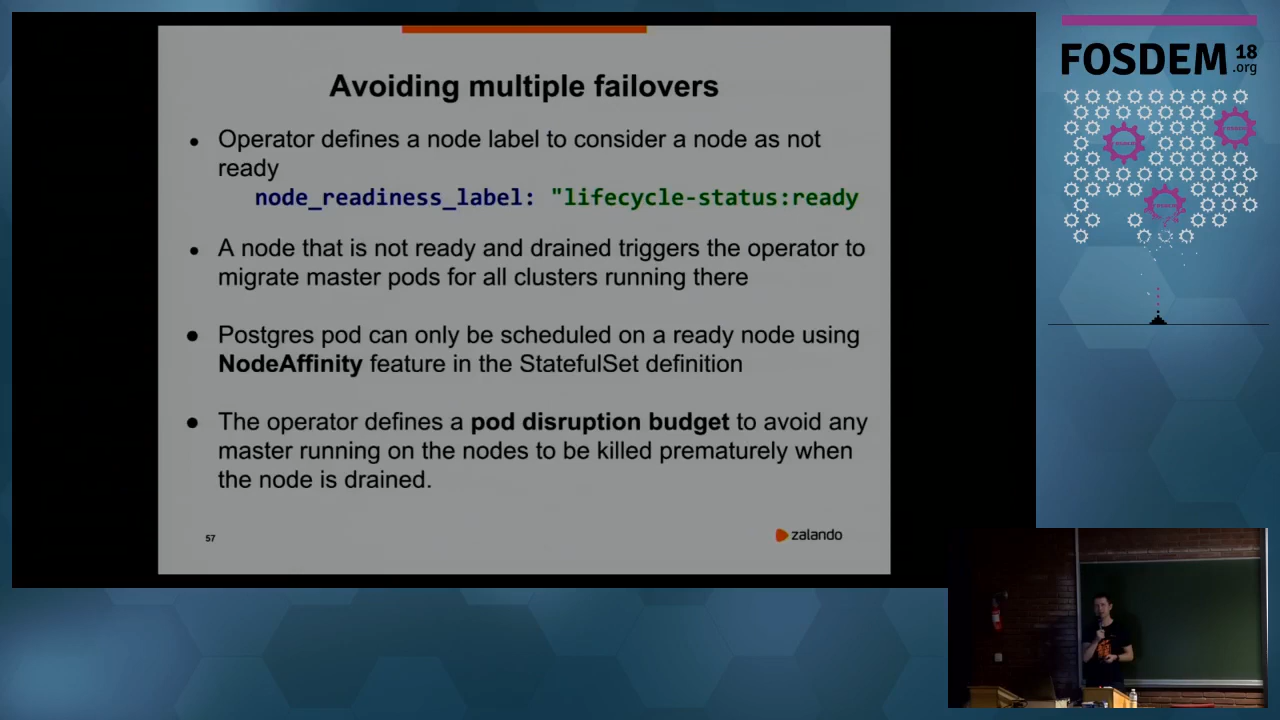 Avoiding multiple failovers
● Operator defines a node label to consider a node as not
ready
node_readiness_label: "lifecycle-status:ready
● A node that is not ready and drained triggers the operator to
migrate master pods for all clusters running there
● Postgres pod can only be scheduled on a ready node using
NodeAffinity feature in the StatefulSet definition
● The operator defines a pod disruption budget to avoid any
master running on the nodes to be killed prematurely when
the node is drained.
57
zalando
FOSDEM 18
.org